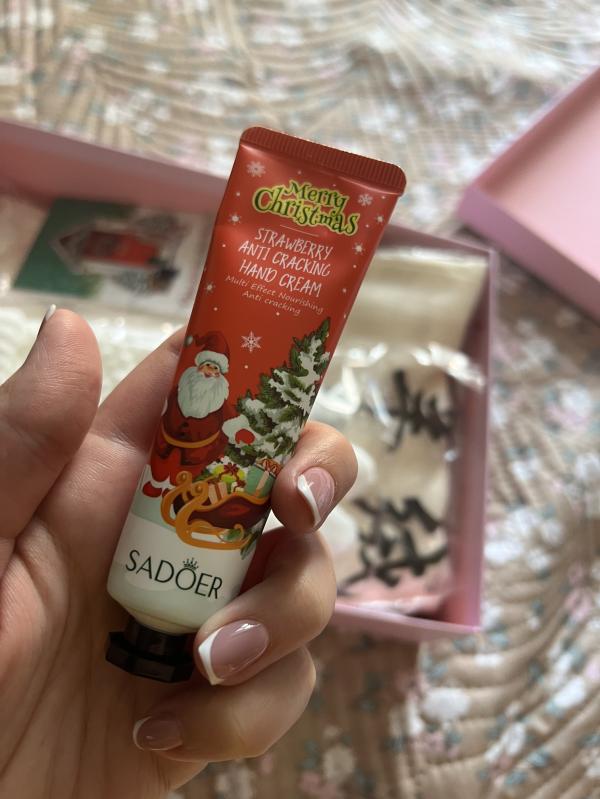 Merry
Christmas
STRAWBERRY
ANTI CRACKING
HAND CREAM
Multi Effect Nourishing
Anti cracking
SADOER